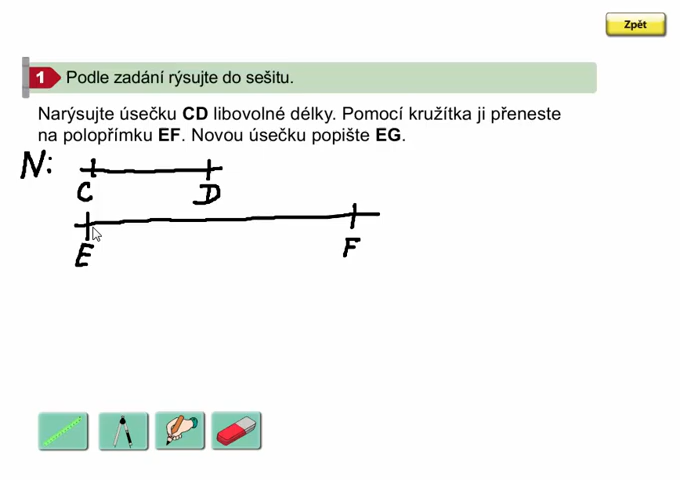 Zpět
1 Podle zadání rýsujte do sešitu.
Narýsujte úsečku CD libovolné délky. Pomocí kružítka ji přeneste
na polopřímku EF. Novou úsečku popište EG.
N:
C D
E F